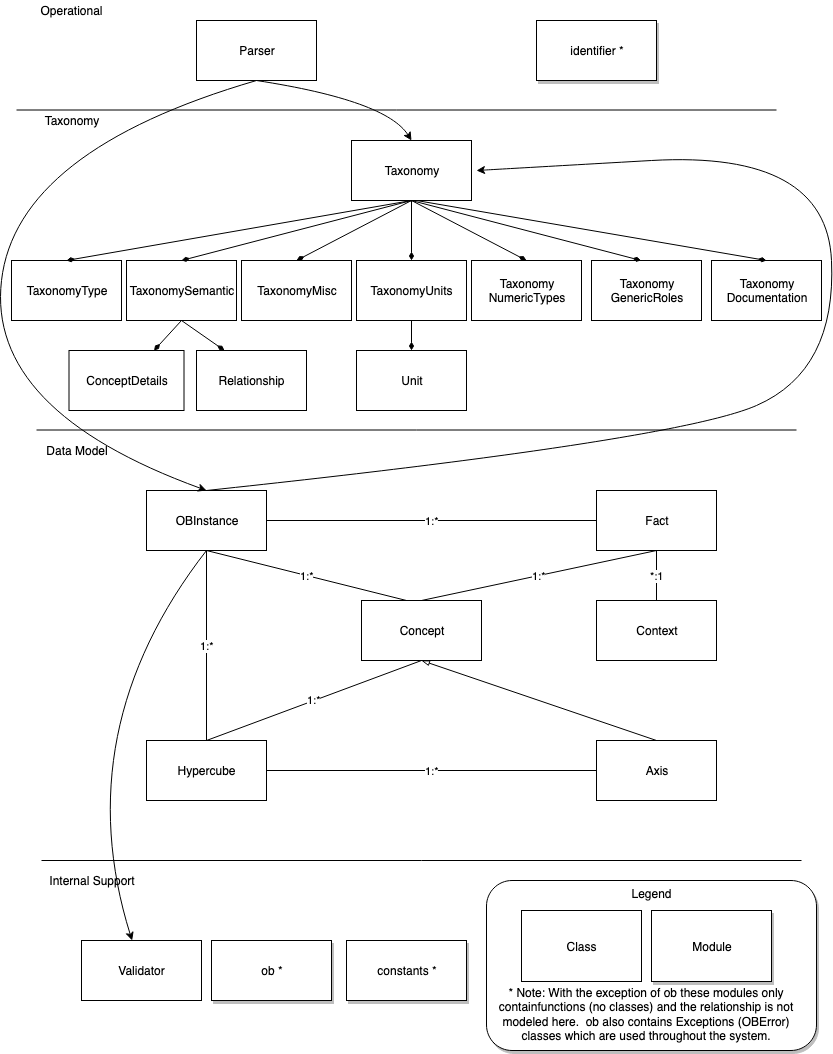 Operational
Parser
identifier *
Taxonomy
Taxonomy
TaxonomyType
TaxonomySemantic
TaxonomyMisc
TaxonomyUnits
Taxonomy
NumericTypes
Taxonomy
GenericRoles
Taxonomy
Documentation
ConceptDetails
Relationship
Unit
Data Model
OBInstance
1:*
Fact
1:*
1:*
*:1
Concept
Context
1:*
1:*
Hypercube
1:*
Axis
Internal Support
Validator
ob *
constants *
Legend
Class
Module
* Note: With the exception of ob these modules only
containfunctions (no classes) and the relationship is not
modeled here.  ob also contains Exceptions (OBError)
classes which are used throughout the system.